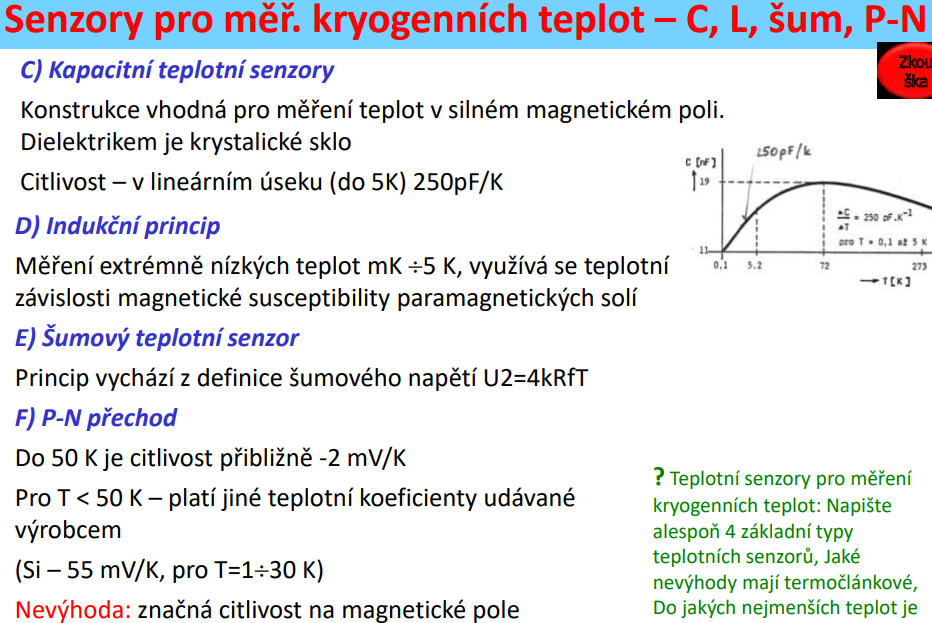 Senzory pro měř. kryogenních teplot – C, L, šum, P-N
Zkou
ška
C) Kapacitní teplotní senzory
Konstrukce vhodná pro měření teplot v silném magnetickém poli.
Dielektrikem je krystalické sklo
Citlivost – v lineárním úseku (do 5K) 250pF/K
C [nF]
250pF/k
19
ΔC/ΔT = 250 pF.K⁻¹
pro T = 0,1 až 5 K
11
0,1 5.2 72 273
T[K]
D) Indukční princip
Měření extrémně nízkých teplot mK ÷5 K, využívá se teplotní
závislosti magnetické susceptibility paramagnetických solí
E) Šumový teplotní senzor
Princip vychází z definice šumového napětí U2=4kRfT
F) P-N přechod
Do 50 K je citlivost přibližně -2 mV/K
Pro T < 50 K – platí jiné teplotní koeficienty udávané
výrobcem
(Si – 55 mV/K, pro T=1÷30 K)
Nevýhoda: značná citlivost na magnetické pole
? Teplotní senzory pro měření
kryogenních teplot: Napište
alespoň 4 základní typy
teplotních senzorů, Jaké
nevýhody mají termočlánkové,
Do jakých nejmenších teplot je